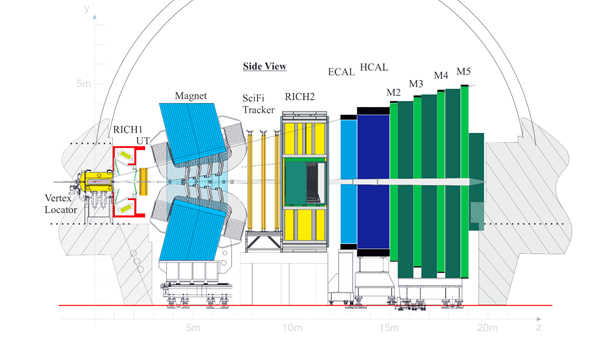 y
Side View
5m
ECAL
HCAL
M2
M3
M4
M5
Magnet
SciFi
Tracker
RICH2
RICH1
UT
Vertex
Locator
5m
10m
15m
20m
z